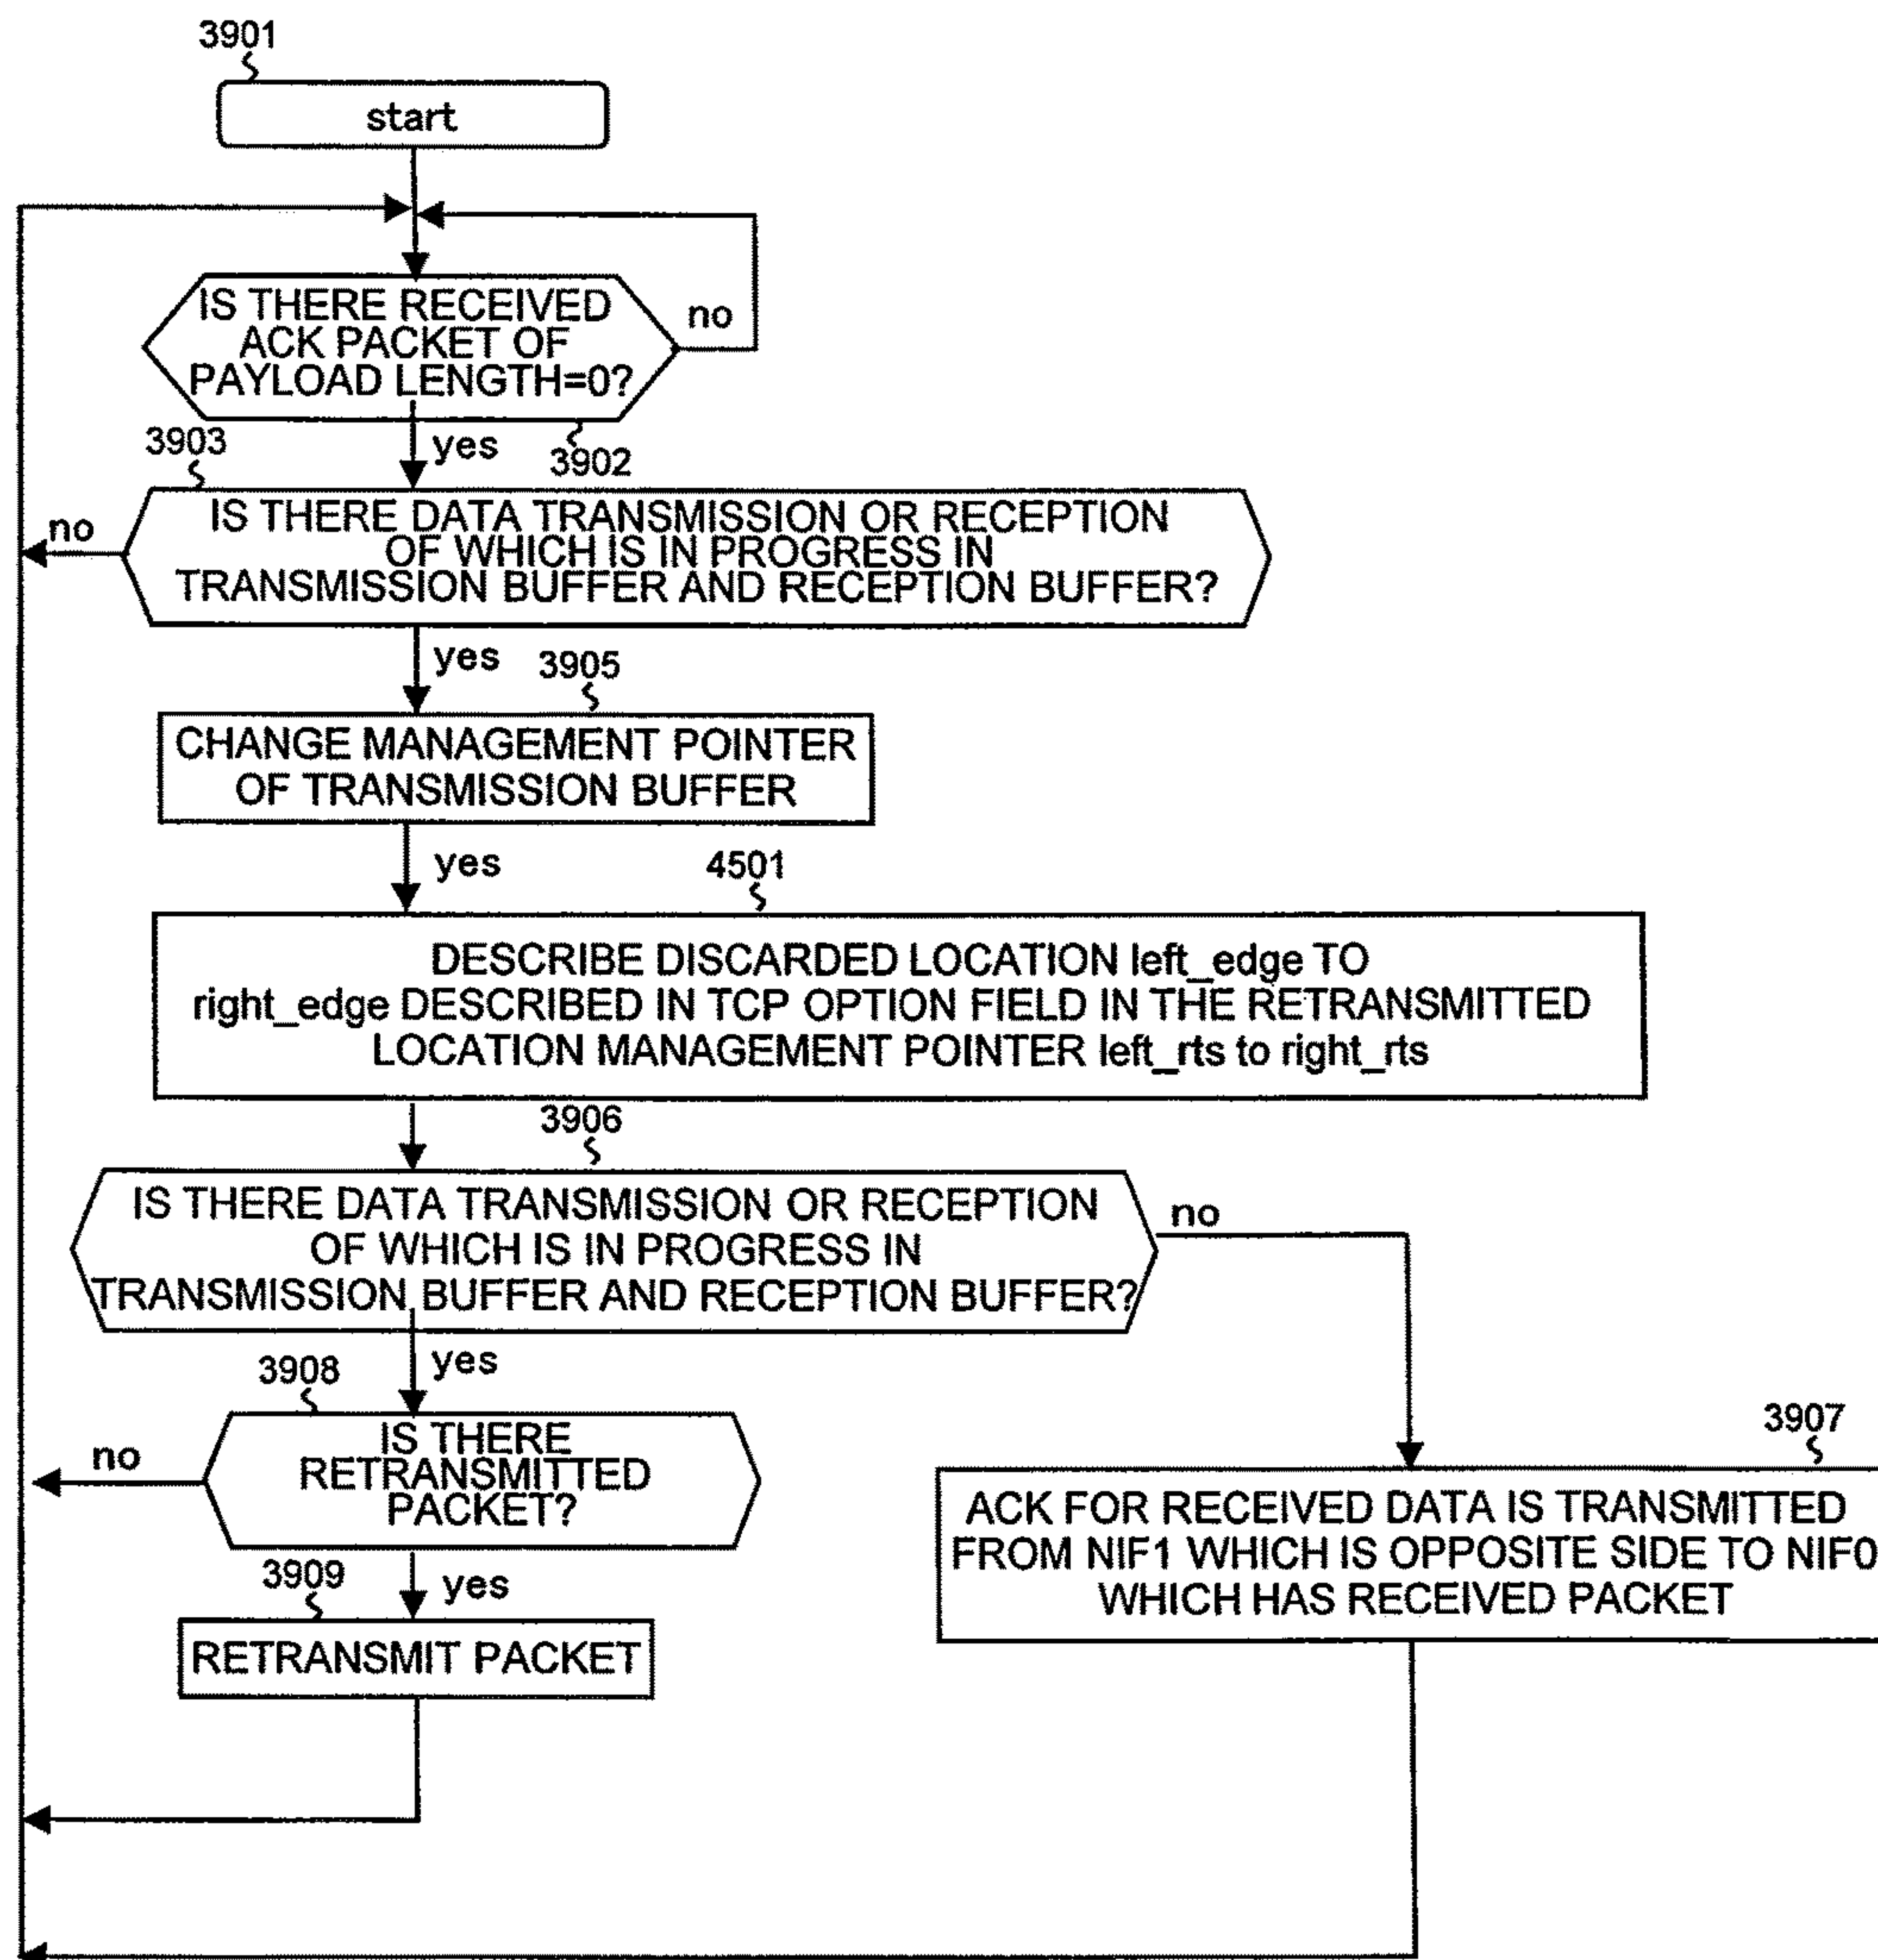 3901
start
IS THERE RECEIVED
ACK PACKET OF
PAYLOAD LENGTH=0?
no
yes
3902
3903
IS THERE DATA TRANSMISSION OR RECEPTION
OF WHICH IS IN PROGRESS IN
TRANSMISSION BUFFER AND RECEPTION BUFFER?
no
yes
3905
CHANGE MANAGEMENT POINTER
OF TRANSMISSION BUFFER
yes
4501
DESCRIBE DISCARDED LOCATION left_edge TO
right_edge DESCRIBED IN TCP OPTION FIELD IN THE RETRANSMITTED
LOCATION MANAGEMENT POINTER left_rts to right_rts
3906
IS THERE DATA TRANSMISSION OR RECEPTION
OF WHICH IS IN PROGRESS IN
TRANSMISSION BUFFER AND RECEPTION BUFFER?
no
yes
3908
IS THERE
RETRANSMITTED
PACKET?
no
yes
3907
ACK FOR RECEIVED DATA IS TRANSMITTED
FROM NIF1 WHICH IS OPPOSITE SIDE TO NIF0
WHICH HAS RECEIVED PACKET
3909
RETRANSMIT PACKET